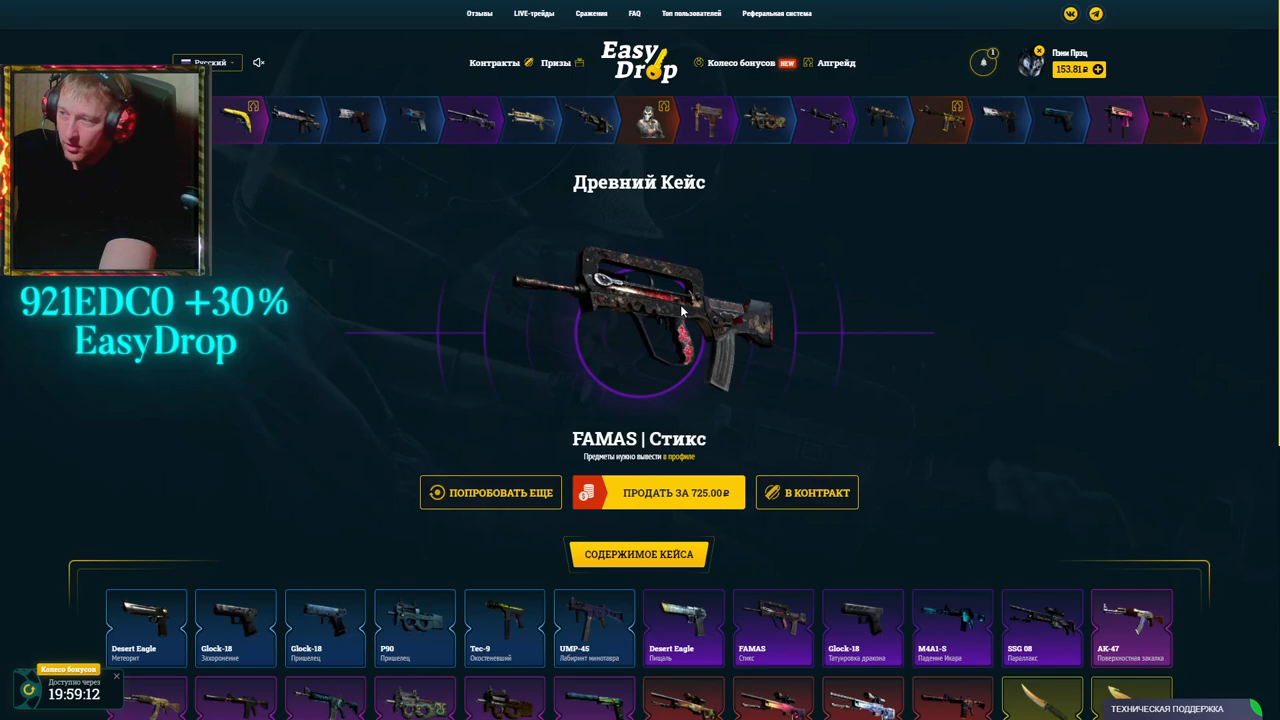 Отзывы
LIVE-трейды
Сражения
FAQ
Топ пользователей
Реферальная система
Русский
Контракты
Призы
Easy
Drop
Колесо бонусов NEW
Апгрейд
1
Пэни Прэц
153.81₽
Древний Кейс
921EDC0 +30%
EasyDrop
FAMAS | Стикс
Предметы нужно вывести в профиле
ПОПРОБОВАТЬ ЕЩЕ
ПРОДАТЬ ЗА 725.00₽
В КОНТРАКТ
СОДЕРЖИМОЕ КЕЙСА
Desert Eagle
Метеорит
Glock-18
Захоронение
Glock-18
Пришелец
P90
Пришелец
Tec-9
Окостеневший
UMP-45
Лабиринт минотавра
Desert Eagle
Пищаль
FAMAS
Стикс
Glock-18
Татуировка дракона
M4A1-S
Падение Икара
SSG 08
Параллакс
AK-47
Поверхностная закалка
Колесо бонусов
Доступно через
19:59:12
ТЕХНИЧЕСКАЯ ПОДДЕРЖКА